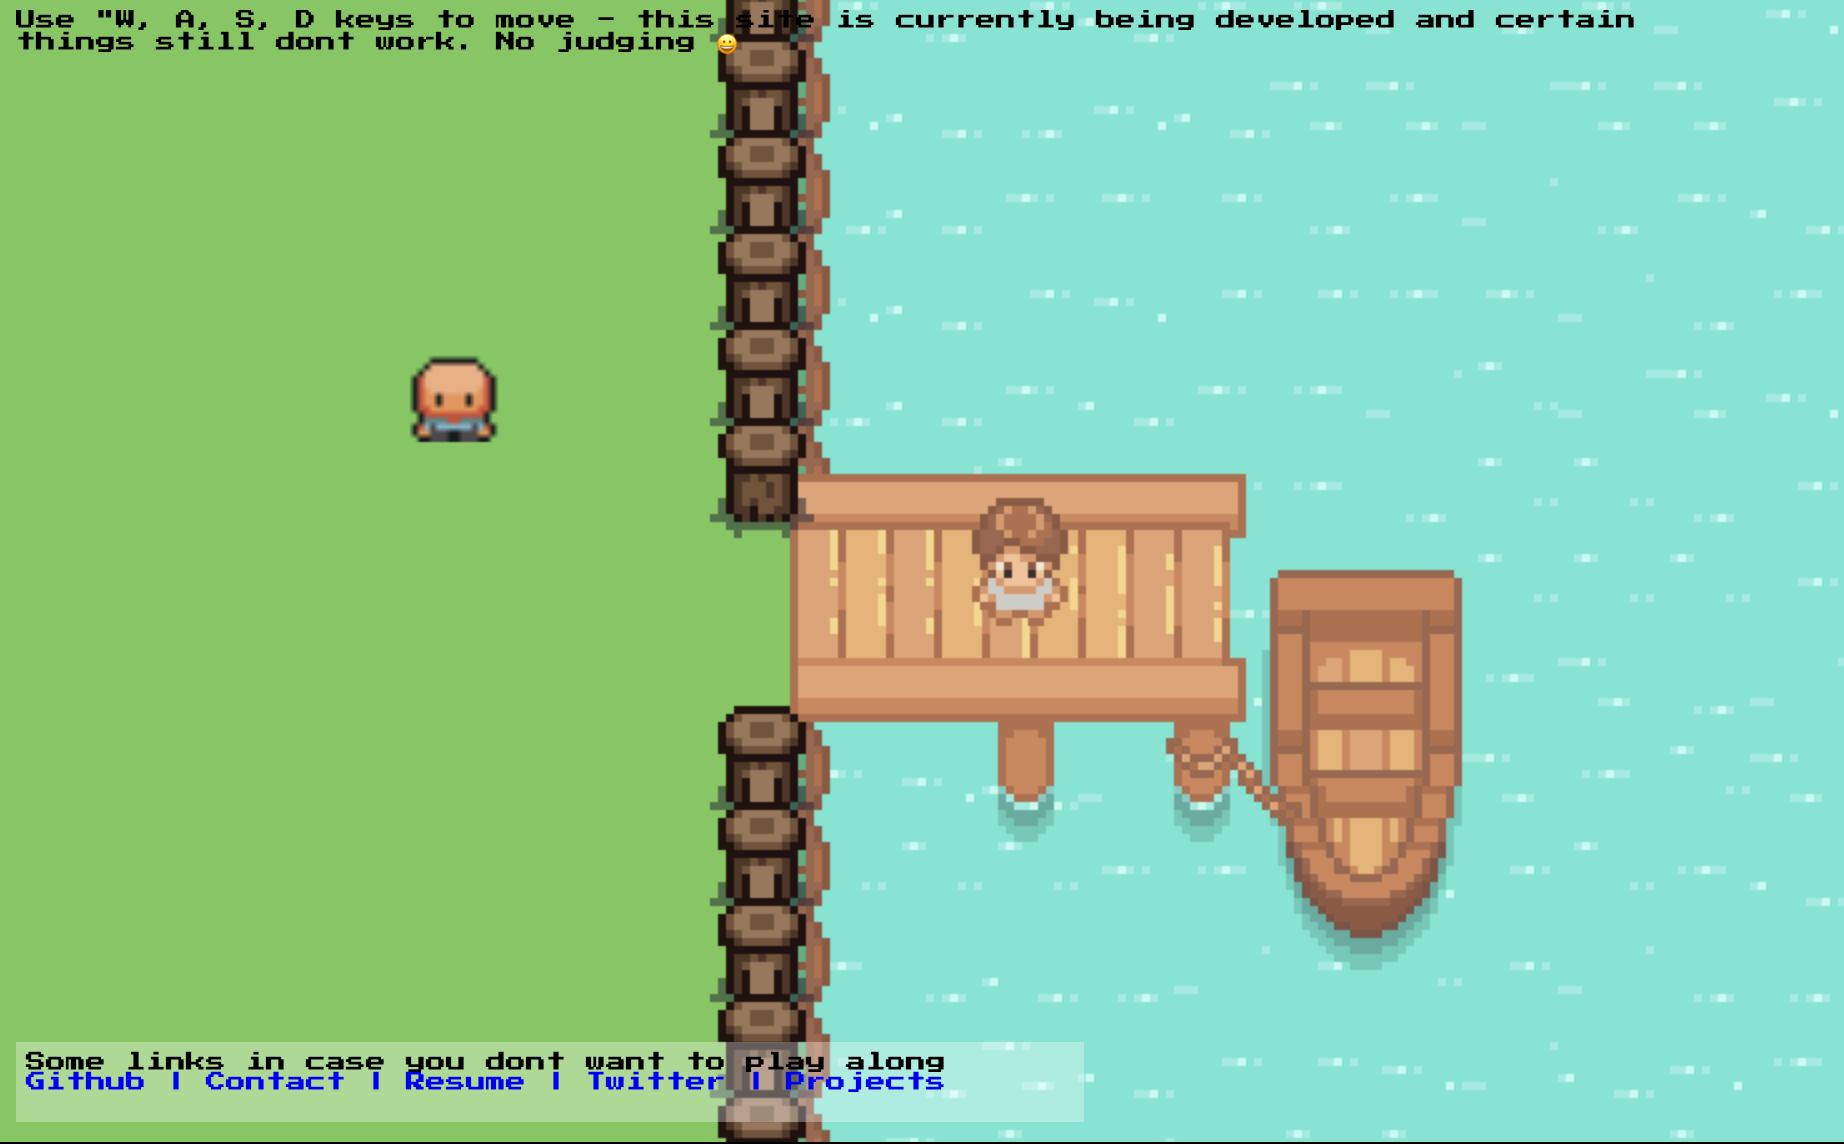 Use "W, A, S, D keys to move - this site is currently being developed and certain
things still dont work. No judging 😀
Some links in case you dont want to play along
Github | Contact | Resume | Twitter | Projects